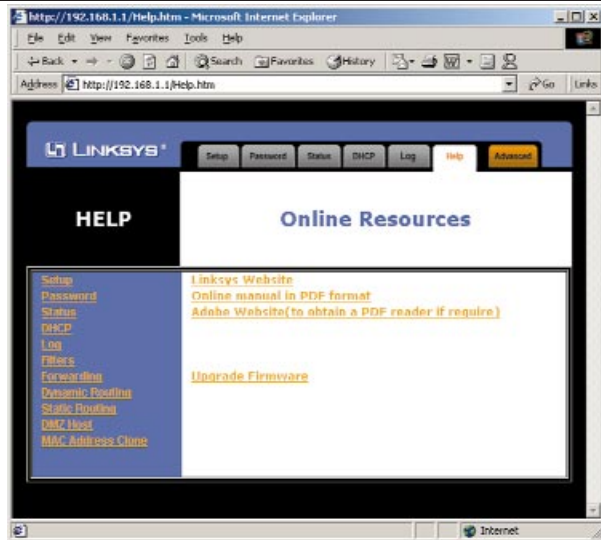 http://192.168.1.1/Help.htm - Microsoft Internet Explorer
File Edit View Favorites Tools Help
Back Search Favorites History
Address http://192.168.1.1/Help.htm Go Links
LINKSYS®
Setup Password Status DHCP Log Help Advanced
HELP
Online Resources
Setup
Password
Status
DHCP
Log
Filters
Forwarding
Dynamic Routing
Static Routing
DMZ Host
MAC Address Clone
Linksys Website
Online manual in PDF format
Adobe Website(to obtain a PDF reader if require)
Upgrade Firmware
Internet